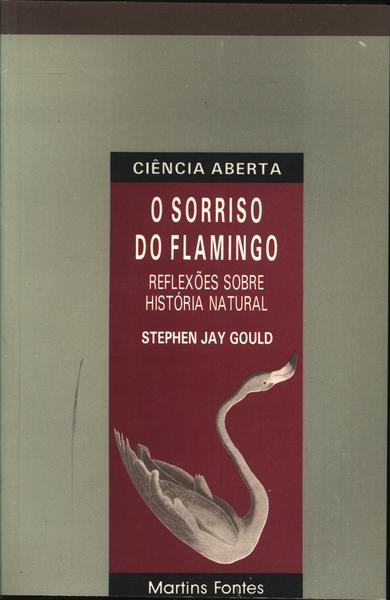 CIÊNCIA ABERTA
O SORRISO
DO FLAMINGO
REFLEXÕES SOBRE
HISTÓRIA NATURAL
STEPHEN JAY GOULD
Martins Fontes